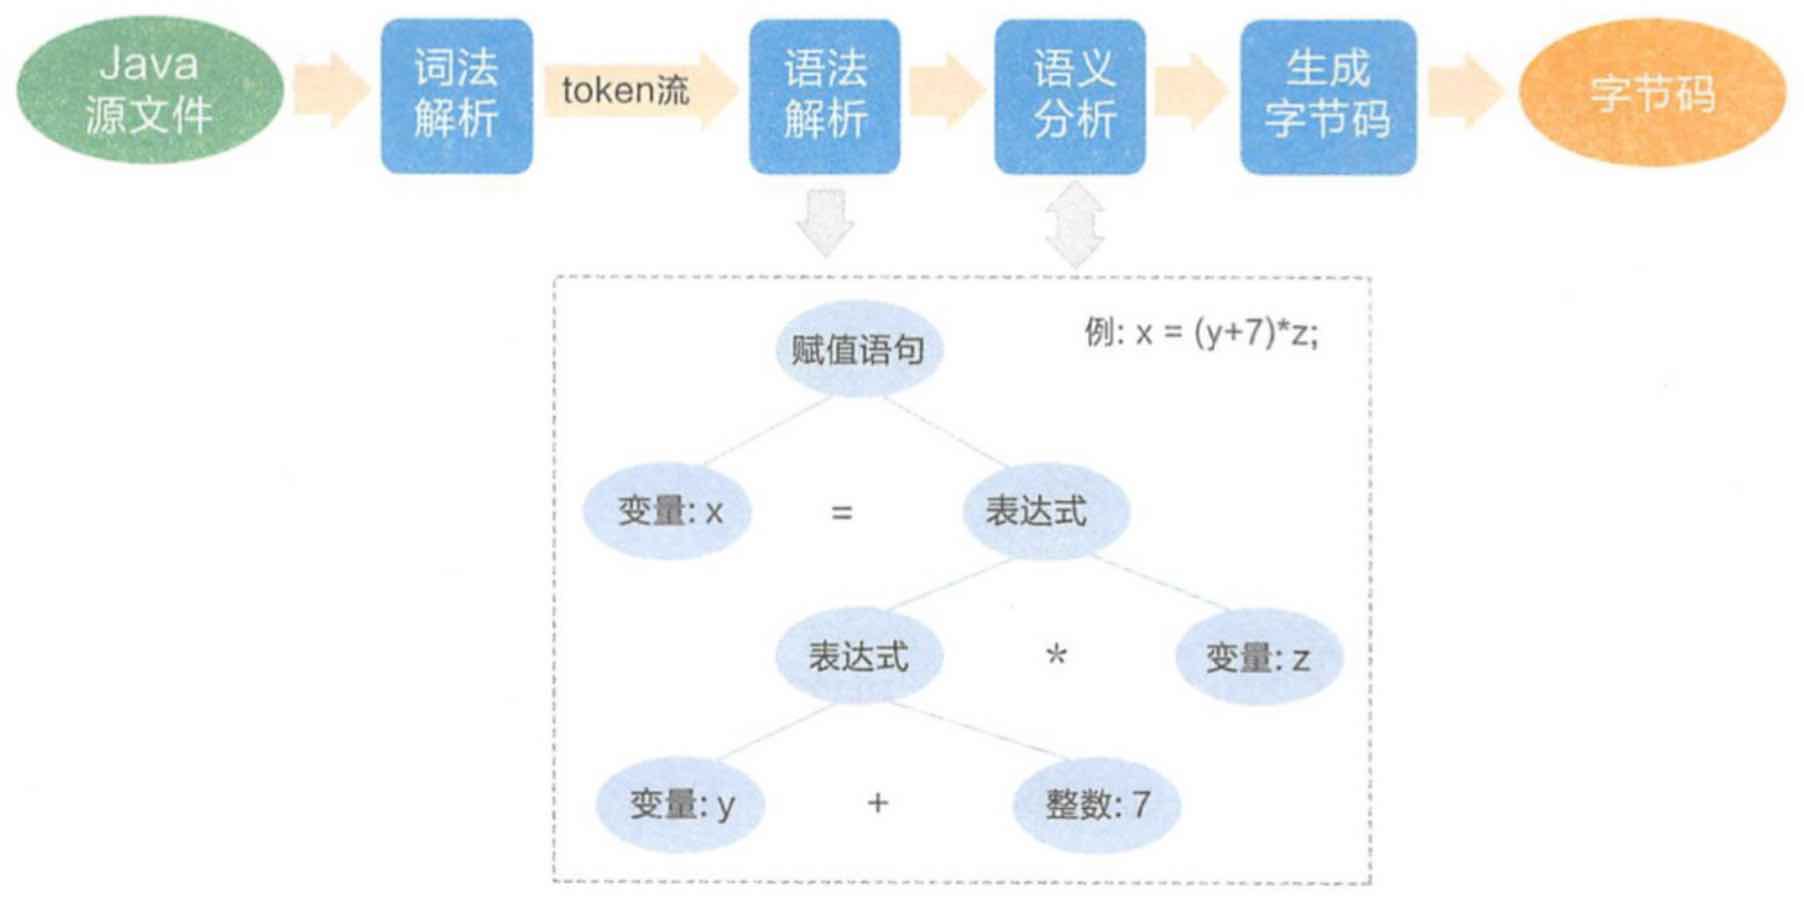 Java
源文件
词法
解析
token流
语法
解析
语义
分析
生成
字节码
字节码
例: x = (y+7)*z;
赋值语句
变量: x
=
表达式
表达式
*
变量: z
变量: y
+
整数: 7